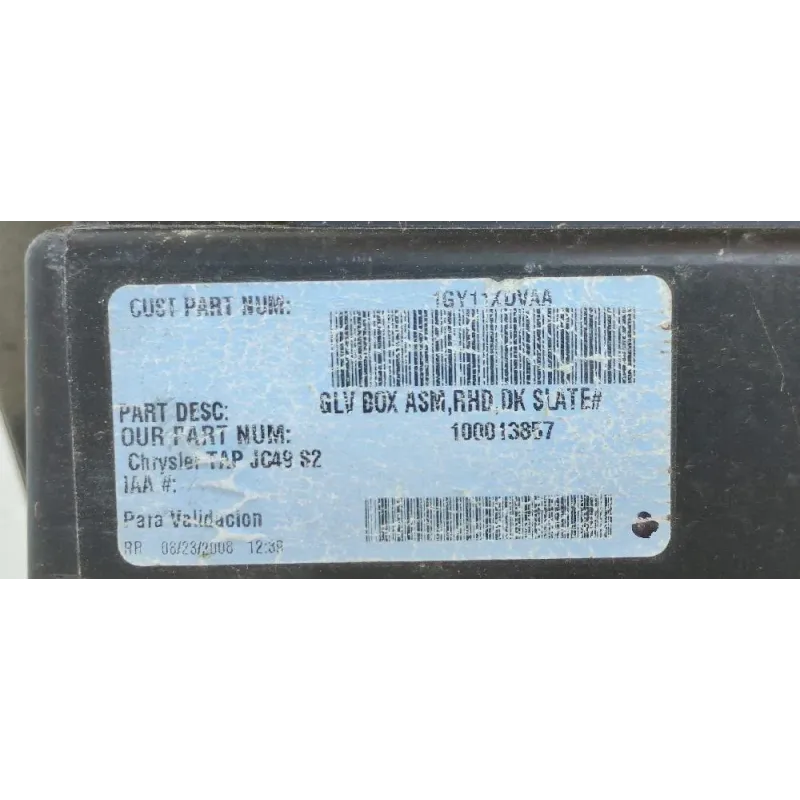 CUST PART NUM: 1GY11XDVAA
PART DESC: GLV BOX ASM,RHD,DK SLATE#
OUR PART NUM: 100013857
Chrysler TAP JC49 S2
IAA #:
Para Validacion
RR 08/23/2008 12:38